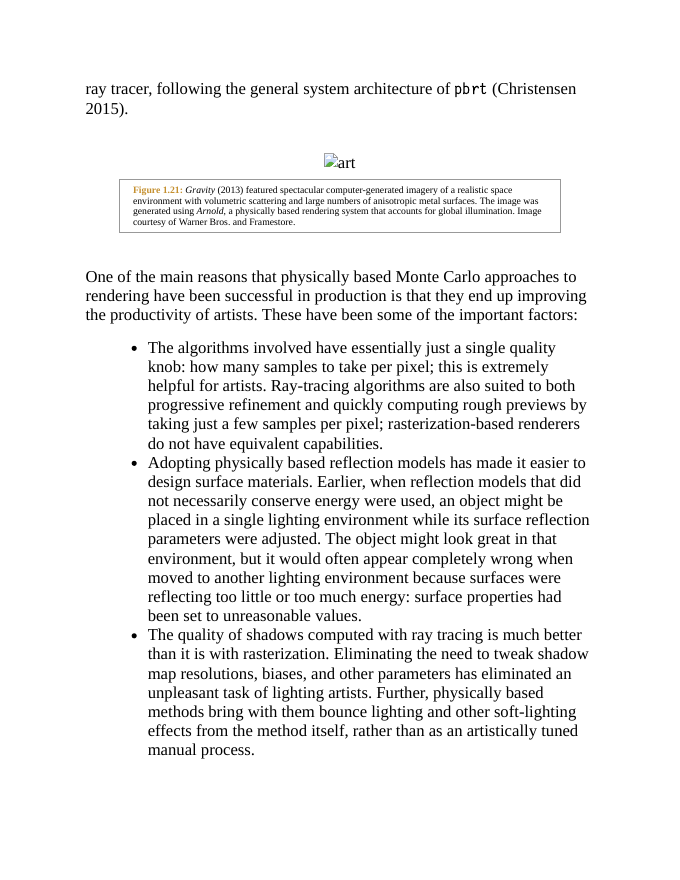 ray tracer, following the general system architecture of pbrt (Christensen
2015).
art
Figure 1.21: Gravity (2013) featured spectacular computer-generated imagery of a realistic space
environment with volumetric scattering and large numbers of anisotropic metal surfaces. The image was
generated using Arnold, a physically based rendering system that accounts for global illumination. Image
courtesy of Warner Bros. and Framestore.
One of the main reasons that physically based Monte Carlo approaches to
rendering have been successful in production is that they end up improving
the productivity of artists. These have been some of the important factors:
• The algorithms involved have essentially just a single quality
knob: how many samples to take per pixel; this is extremely
helpful for artists. Ray-tracing algorithms are also suited to both
progressive refinement and quickly computing rough previews by
taking just a few samples per pixel; rasterization-based renderers
do not have equivalent capabilities.
• Adopting physically based reflection models has made it easier to
design surface materials. Earlier, when reflection models that did
not necessarily conserve energy were used, an object might be
placed in a single lighting environment while its surface reflection
parameters were adjusted. The object might look great in that
environment, but it would often appear completely wrong when
moved to another lighting environment because surfaces were
reflecting too little or too much energy: surface properties had
been set to unreasonable values.
• The quality of shadows computed with ray tracing is much better
than it is with rasterization. Eliminating the need to tweak shadow
map resolutions, biases, and other parameters has eliminated an
unpleasant task of lighting artists. Further, physically based
methods bring with them bounce lighting and other soft-lighting
effects from the method itself, rather than as an artistically tuned
manual process.